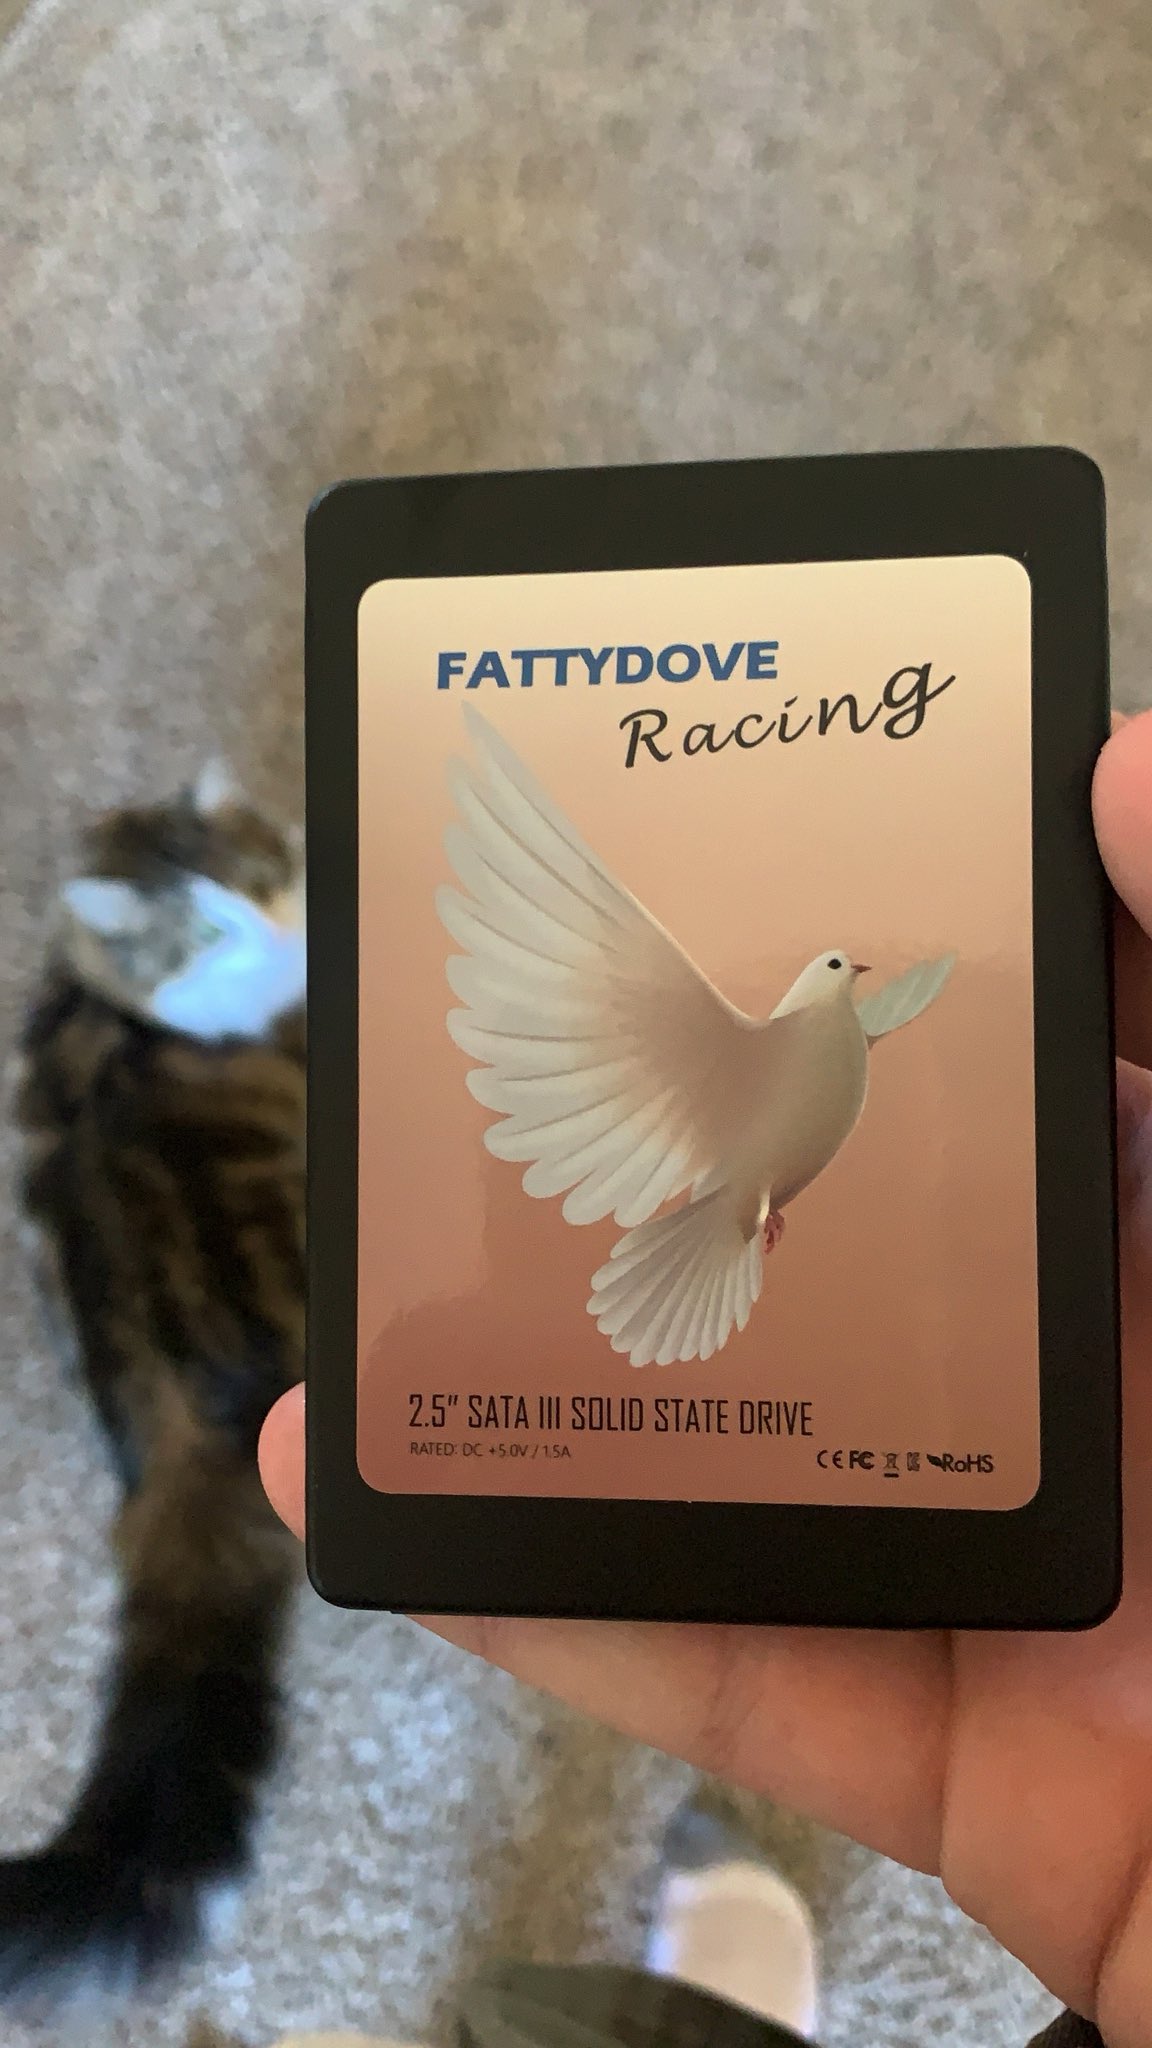 FATTYDOVE
Racing
2.5" SATA III SOLID STATE DRIVE
RATED: DC +5.0V / 1.5A
CE FC RoHS